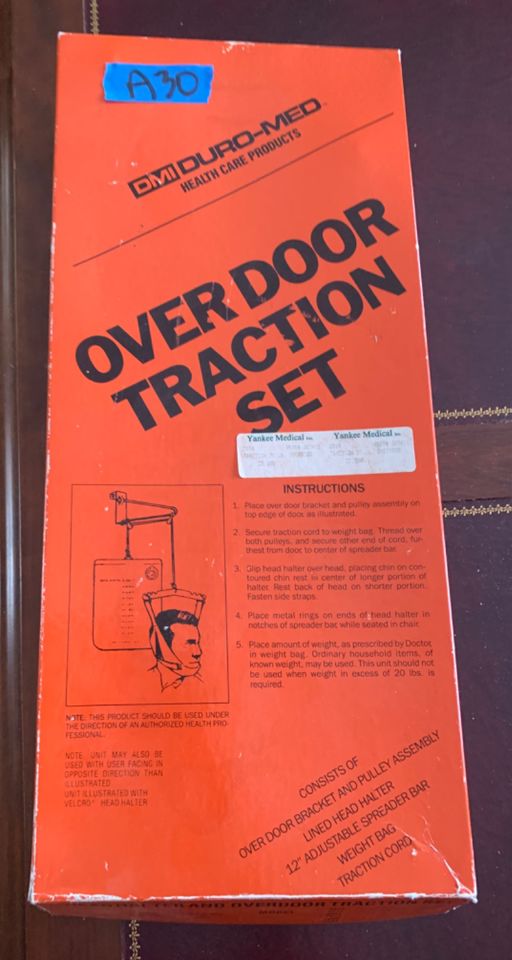 A30
DMI DURO-MED
HEALTH CARE PRODUCTS
OVER DOOR
TRACTION
SET
Yankee Medical Inc. Yankee Medical Inc.
INSTRUCTIONS
1. Place over door bracket and pulley assembly on
top edge of door, as illustrated.
2. Secure traction cord to weight bag. Thread over
both pulleys, and secure other end of cord, fur-
thest from door, to center of spreader bar.
3. Slip head halter over head, placing chin on con-
toured chin rest in center of longer portion of
halter. Rest back of head on shorter portion.
Fasten side straps.
4. Place metal rings on ends of head halter in
notches of spreader bar, while seated in chair.
5. Place amount of weight, as prescribed by Doctor,
in weight bag. Ordinary household items, of
known weight, may be used. This unit should not
be used when weight in excess of 20 lbs. is
required.
NOTE: THIS PRODUCT SHOULD BE USED UNDER
THE DIRECTION OF AN AUTHORIZED HEALTH PRO-
FESSIONAL.
NOTE: UNIT MAY ALSO BE
USED WITH USER FACING IN
OPPOSITE DIRECTION THAN
ILLUSTRATED
UNIT ILLUSTRATED WITH
VELCRO® HEAD HALTER
CONSISTS OF
OVER DOOR BRACKET AND PULLEY ASSEMBLY
LINED HEAD HALTER
12" ADJUSTABLE SPREADER BAR
WEIGHT BAG
TRACTION CORD
OVERDOOR TRACTION